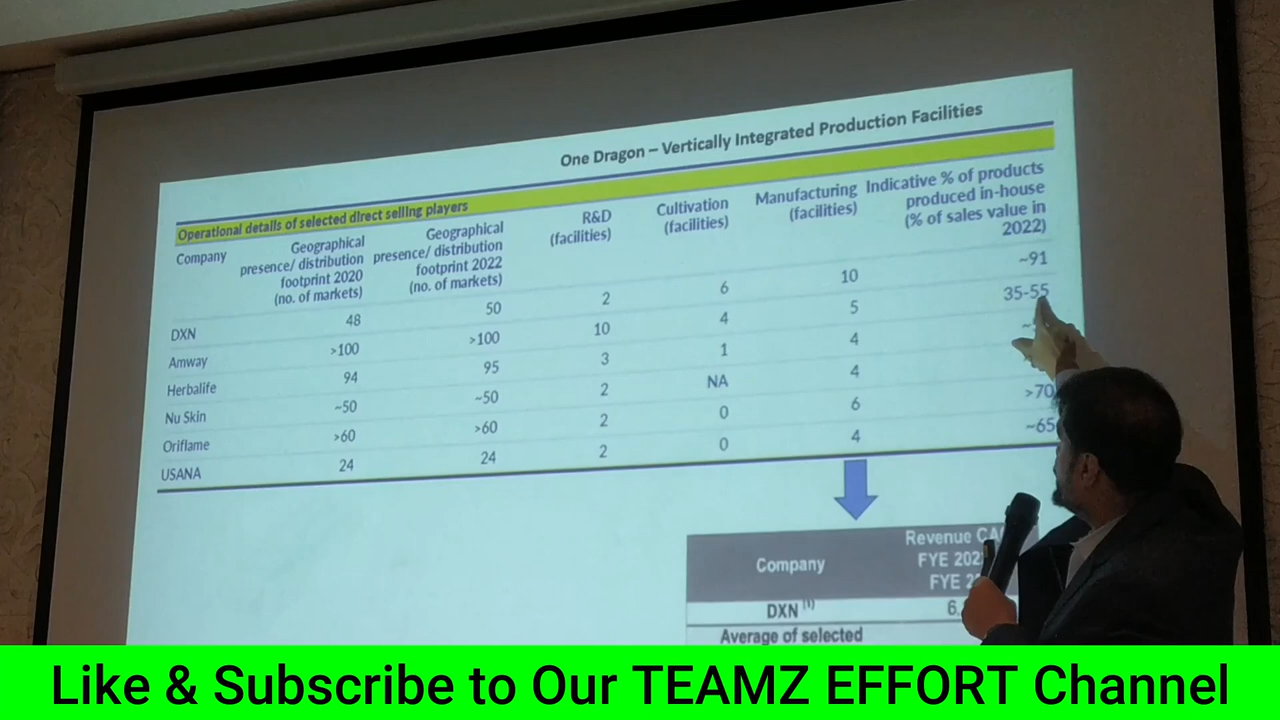 One Dragon – Vertically Integrated Production Facilities
Operational details of selected direct selling players
Company
Geographical
presence/ distribution
footprint 2020
(no. of markets)
Geographical
presence/ distribution
footprint 2022
(no. of markets)
R&D
(facilities)
Cultivation
(facilities)
Manufacturing
(facilities)
Indicative % of products
produced in-house
(% of sales value in
2022)
DXN 48 50 2 6 10 ~91
Amway >100 >100 10 4 5 35-55
Herbalife 94 95 3 1 4
Nu Skin ~50 ~50 2 NA 4
Oriflame >60 >60 2 0 6 >70
USANA 24 24 2 0 4 ~65
Company
Revenue
FYE
FYE
DXN (1)
Average of selected
Like & Subscribe to Our TEAMZ EFFORT Channel